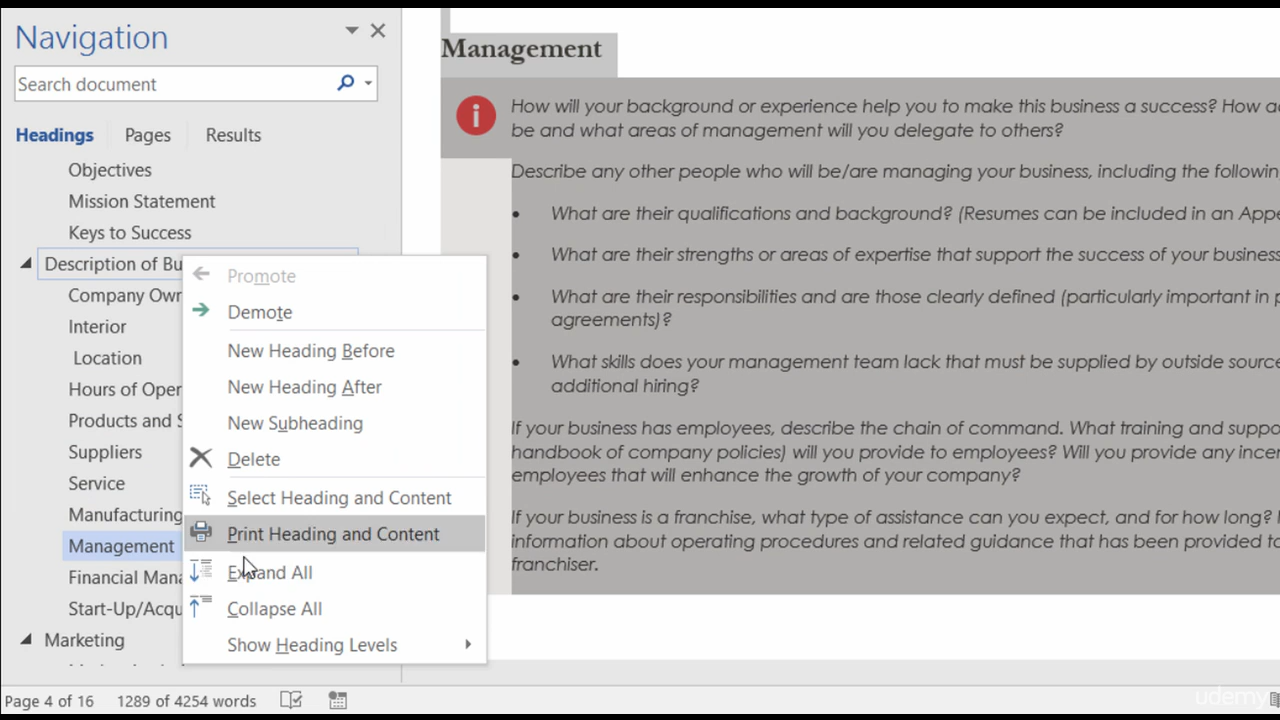 Navigation
Search document
Headings Pages Results
Objectives
Mission Statement
Keys to Success
Description of Bu
Company Own
Interior
Location
Hours of Oper
Products and S
Suppliers
Service
Manufacturing
Management
Financial Mana
Start-Up/Acqu
Marketing
Promote
Demote
New Heading Before
New Heading After
New Subheading
Delete
Select Heading and Content
Print Heading and Content
Expand All
Collapse All
Show Heading Levels
Management
How will your background or experience help you to make this business a success? How ac
be and what areas of management will you delegate to others?
Describe any other people who will be/are managing your business, including the followin
• What are their qualifications and background? (Resumes can be included in an Appe
• What are their strengths or areas of expertise that support the success of your business
• What are their responsibilities and are those clearly defined (particularly important in p
agreements)?
• What skills does your management team lack that must be supplied by outside source
additional hiring?
If your business has employees, describe the chain of command. What training and suppo
handbook of company policies) will you provide to employees? Will you provide any incen
employees that will enhance the growth of your company?
If your business is a franchise, what type of assistance can you expect, and for how long?
information about operating procedures and related guidance that has been provided to
franchiser.
Page 4 of 16 1289 of 4254 words
udemy